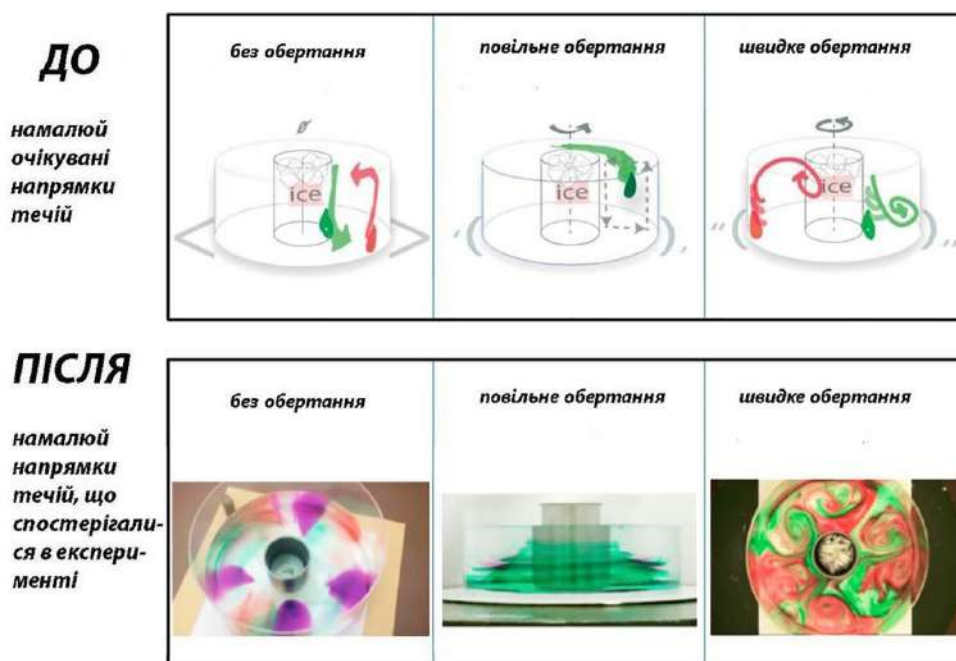 ДО
намалюй
очікувані
напрямки
течій
без обертання
повільне обертання
швидке обертання
ice
ice
ice
ПІСЛЯ
намалюй
напрямки
течій, що
спостерігали-
ся в експери-
менті
без обертання
повільне обертання
швидке обертання